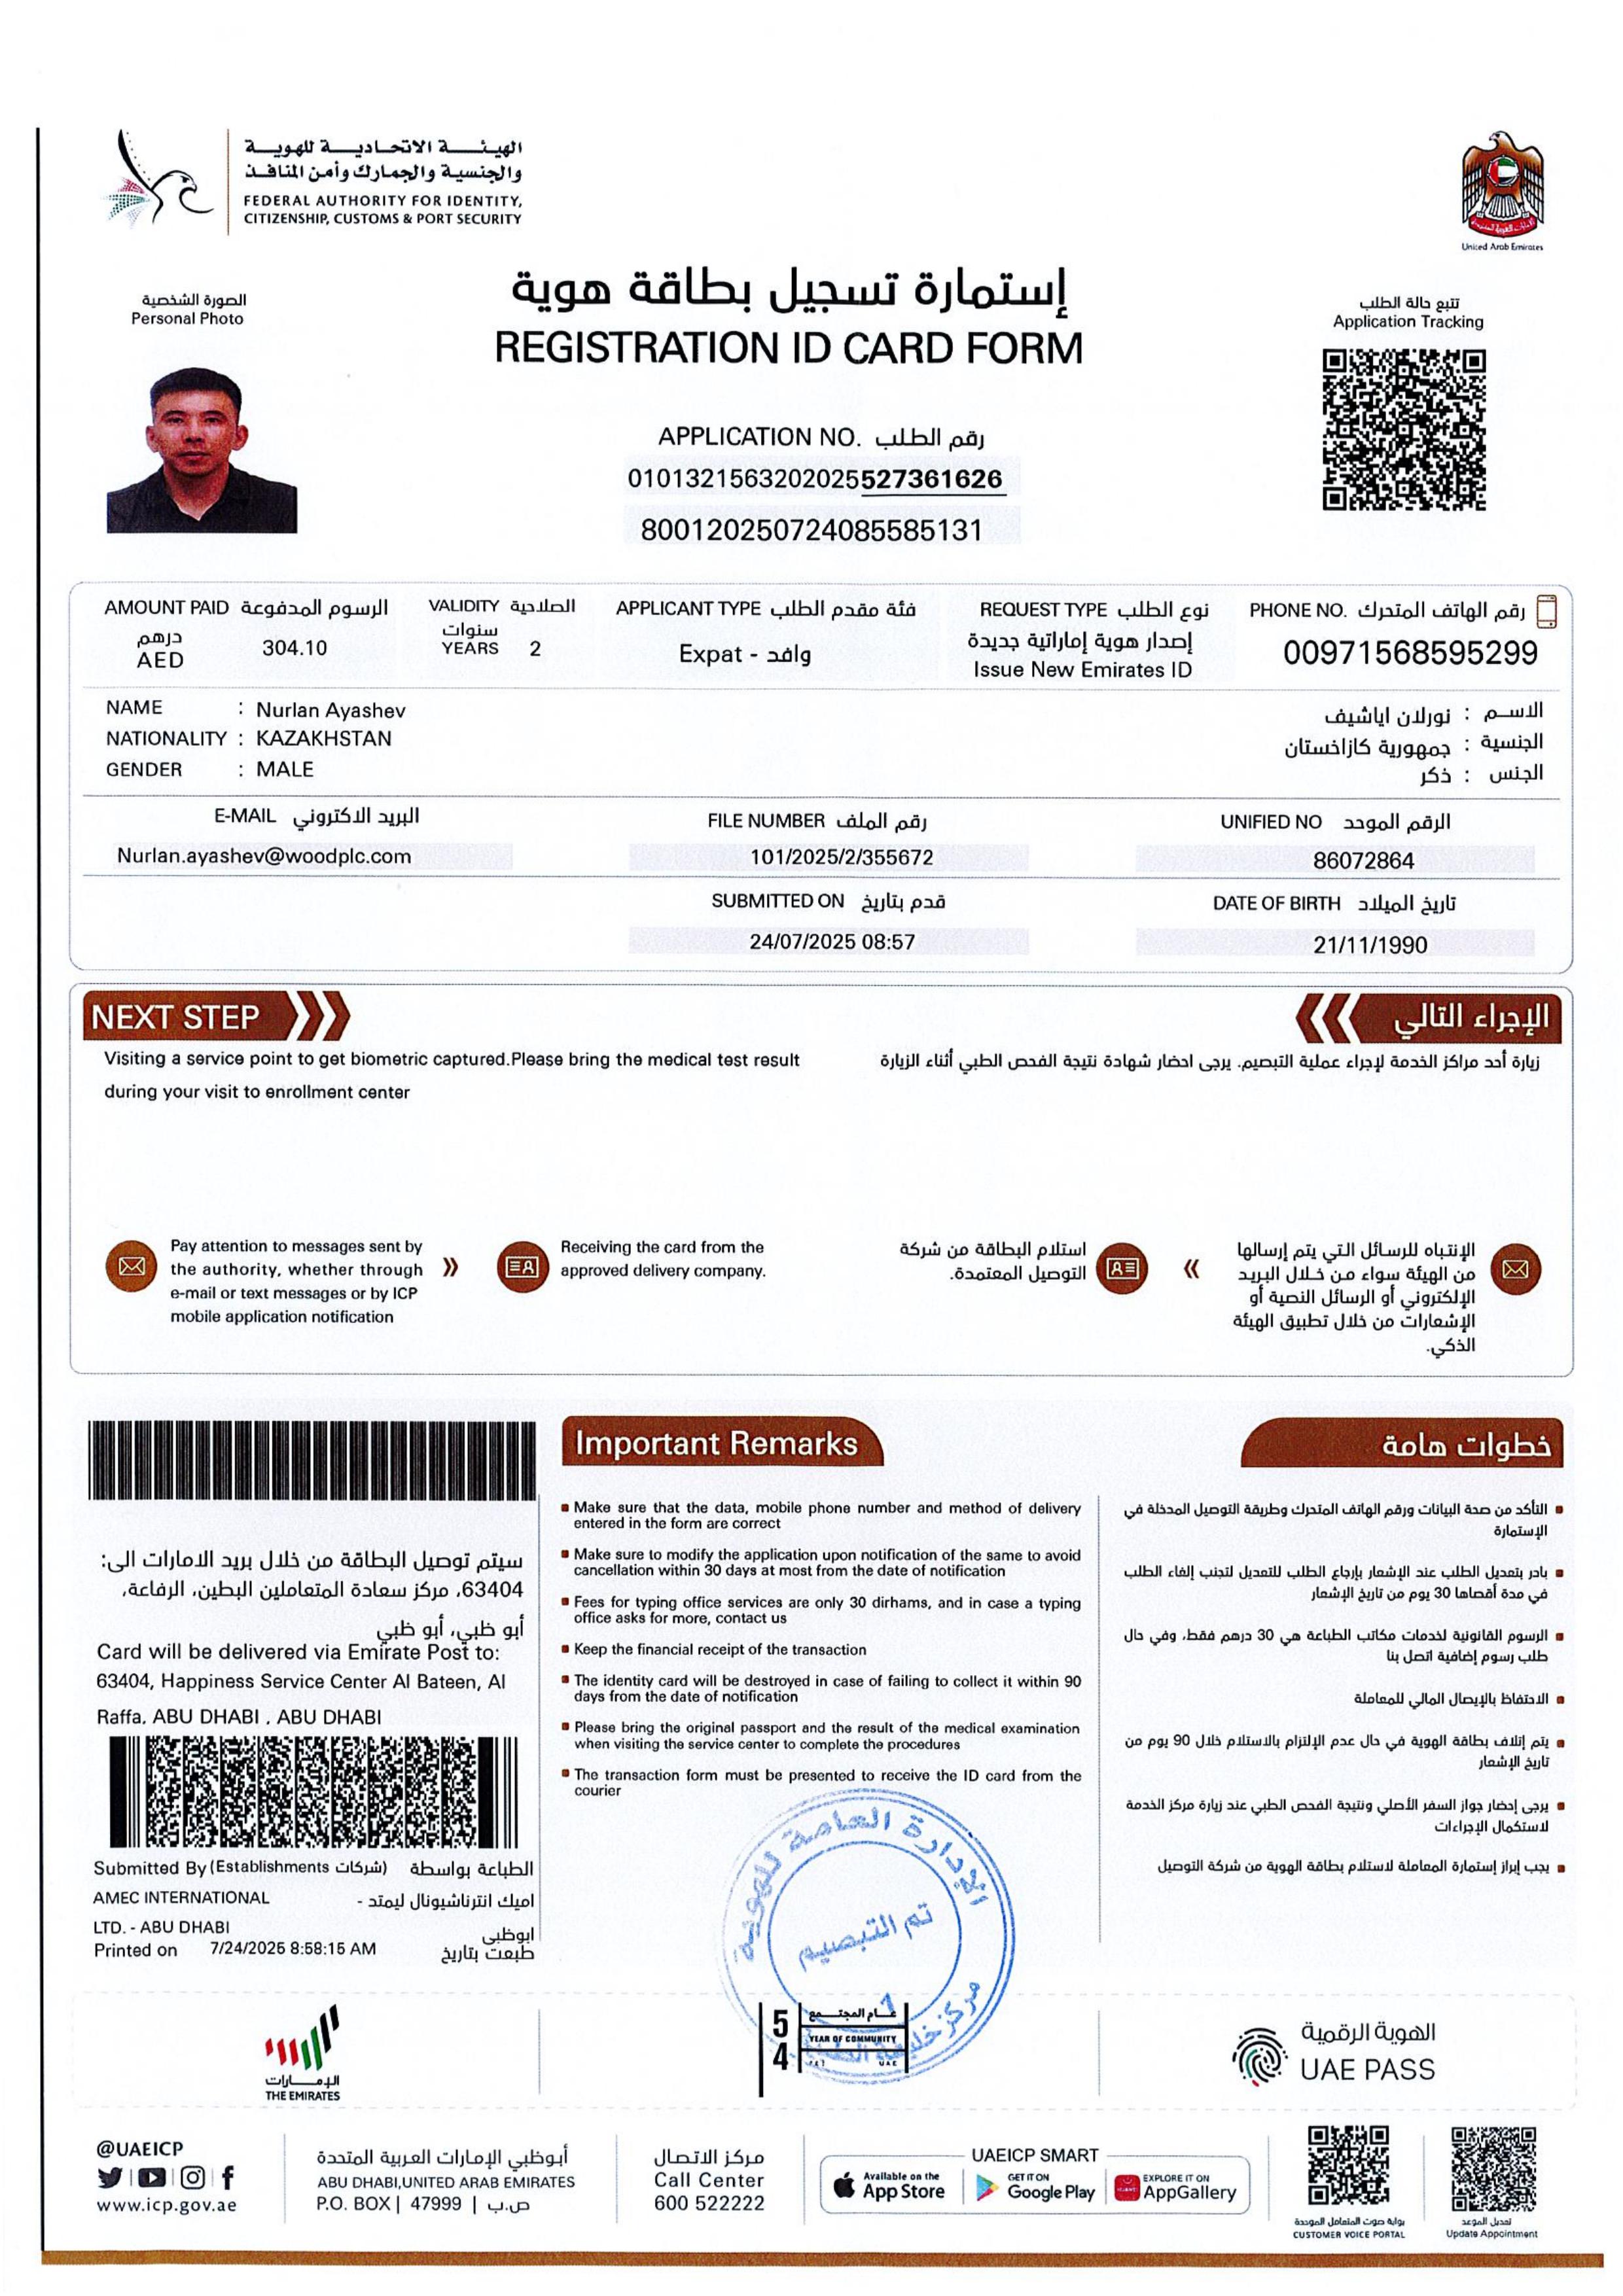 الهيئة الاتحادية للهوية
والجنسية والجمارك وأمن المنافذ
FEDERAL AUTHORITY FOR IDENTITY,
CITIZENSHIP, CUSTOMS & PORT SECURITY
United Arab Emirates
الصورة الشخصية
Personal Photo
إستمارة تسجيل بطاقة هوية
REGISTRATION ID CARD FORM
تتبع حالة الطلب
Application Tracking
APPLICATION NO. رقم الطلب
010132156320202552736 1626
800120250724085585131
AMOUNT PAID الرسوم المدفوعة
درهم
AED
304.10
VALIDITY الصلاحية
سنوات
YEARS 2
APPLICANT TYPE فئة مقدم الطلب
Expat - وافد
REQUEST TYPE نوع الطلب
إصدار هوية إماراتية جديدة
Issue New Emirates ID
PHONE NO. رقم الهاتف المتحرك
00971568595299
NAME : Nurlan Ayashev
الاسم : نورلان اياشيف
NATIONALITY : KAZAKHSTAN
الجنسية : جمهورية كازاخستان
GENDER : MALE
الجنس : ذكر
E-MAIL البريد الاكتروني
Nurlan.ayashev@woodplc.com
FILE NUMBER رقم الملف
101/2025/2/355672
UNIFIED NO الرقم الموحد
86072864
SUBMITTED ON قدم بتاريخ
24/07/2025 08:57
DATE OF BIRTH تاريخ الميلاد
21/11/1990
NEXT STEP
الإجراء التالي
Visiting a service point to get biometric captured.Please bring the medical test result
during your visit to enrollment center
زيارة أحد مراكز الخدمة لإجراء عملية التبصيم. يرجى احضار شهادة نتيجة الفحص الطبي أثناء الزيارة
Pay attention to messages sent by
the authority, whether through
e-mail or text messages or by ICP
mobile application notification
Receiving the card from the
approved delivery company.
استلام البطاقة من شركة
التوصيل المعتمدة.
الإنتباه للرسائل التي يتم إرسالها
من الهيئة سواء من خلال البريد
الإلكتروني أو الرسائل النصية أو
الإشعارات من خلال تطبيق الهيئة
الذكي.
سيتم توصيل البطاقة من خلال بريد الامارات الى:
63404، مركز سعادة المتعاملين البطين، الرفاعة،
أبو ظبي، أبو ظبي
Card will be delivered via Emirate Post to:
63404, Happiness Service Center Al Bateen, Al
Raffa, ABU DHABI , ABU DHABI
Submitted By (Establishments شركات) الطباعة بواسطة
AMEC INTERNATIONAL
LTD. - ABU DHABI
اميك انترناشيونال ليمتد -
ابوظبى
Printed on 7/24/2025 8:58:15 AM طبعت بتاريخ
Important Remarks
Make sure that the data, mobile phone number and method of delivery
entered in the form are correct
Make sure to modify the application upon notification of the same to avoid
cancellation within 30 days at most from the date of notification
Fees for typing office services are only 30 dirhams, and in case a typing
office asks for more, contact us
Keep the financial receipt of the transaction
The identity card will be destroyed in case of failing to collect it within 90
days from the date of notification
Please bring the original passport and the result of the medical examination
when visiting the service center to complete the procedures
The transaction form must be presented to receive the ID card from the
courier
خطوات هامة
التأكد من صحة البيانات ورقم الهاتف المتحرك وطريقة التوصيل المدخلة في
الإستمارة
بادر بتعديل الطلب عند الإشعار بإرجاع الطلب للتعديل لتجنب إلغاء الطلب
في مدة أقصاها 30 يوم من تاريخ الإشعار
الرسوم القانونية لخدمات مكاتب الطباعة هي 30 درهم فقط، وفي حال
طلب رسوم إضافية اتصل بنا
الاحتفاظ بالإيصال المالي للمعاملة
يتم إتلاف بطاقة الهوية في حال عدم الإلتزام بالاستلام خلال 90 يوم من
تاريخ الإشعار
يرجى إحضار جواز السفر الأصلي ونتيجة الفحص الطبي عند زيارة مركز الخدمة
لاستكمال الإجراءات
يجب إبراز إستمارة المعاملة لاستلام بطاقة الهوية من شركة التوصيل
الإدارة العامة للهوية
تم التبصيم
1
مركز خليفة
الإمارات
THE EMIRATES
5
4
عام المجتمع
YEAR OF COMMUNITY
UAE
الهوية الرقمية
UAE PASS
@UAEICP
www.icp.gov.ae
أبوظبي الإمارات العربية المتحدة
ABU DHABI,UNITED ARAB EMIRATES
P.O. BOX | 47999 | ص.ب
مركز الاتصال
Call Center
600 522222
UAEICP SMART
Available on the
App Store
GET IT ON
Google Play
HUAWEI
EXPLORE IT ON
AppGallery
بوابة صوت المتعامل الموحدة
CUSTOMER VOICE PORTAL
تعديل الموعد
Update Appointment